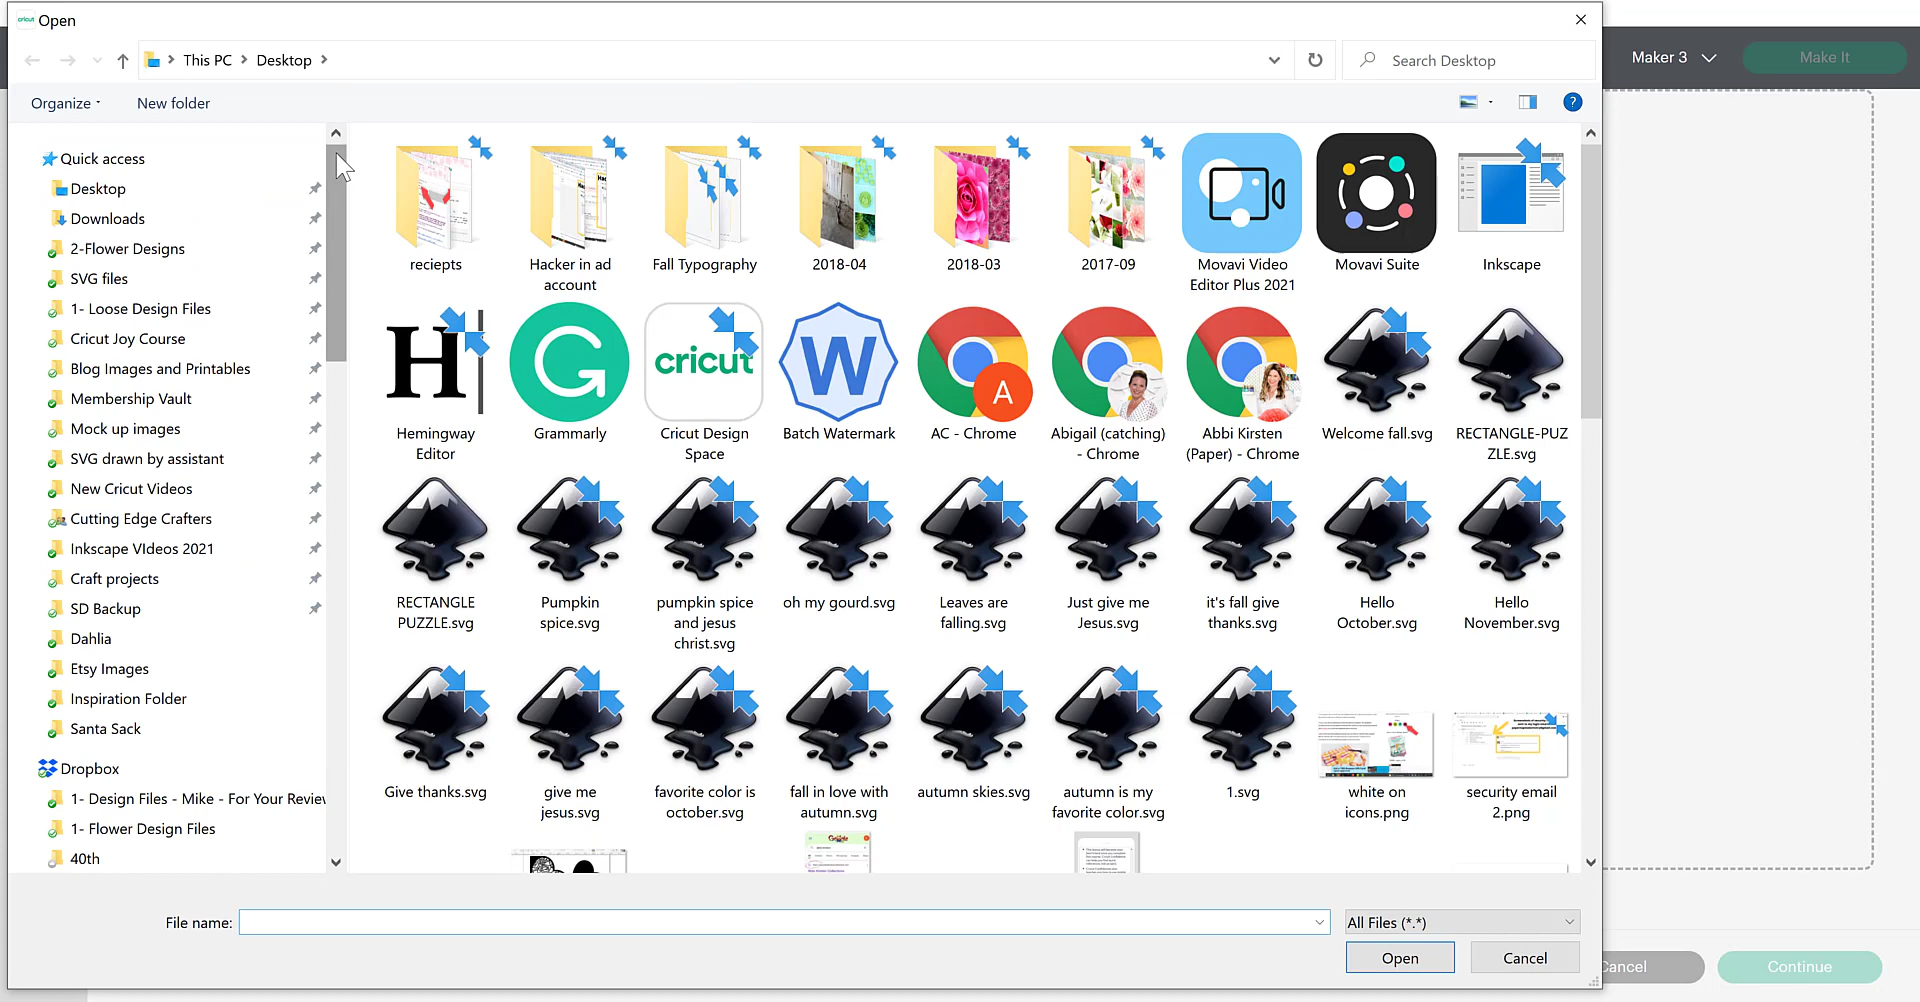 cricut Open
This PC
Desktop
Search Desktop
Maker 3
Make It
Organize
New folder
?
Quick access
Desktop
Downloads
2-Flower Designs
SVG files
1- Loose Design Files
Cricut Joy Course
Blog Images and Printables
Membership Vault
Mock up images
SVG drawn by assistant
New Cricut Videos
Cutting Edge Crafters
Inkscape VIdeos 2021
Craft projects
SD Backup
Dahlia
Etsy Images
Inspiration Folder
Santa Sack
Dropbox
1- Design Files - Mike - For Your Review
1- Flower Design Files
40th
reciepts
Hacker in ad
account
Fall Typography
2018-04
2018-03
2017-09
Movavi Video
Editor Plus 2021
Movavi Suite
Inkscape
H
Hemingway
Editor
G
Grammarly
cricut
Cricut Design
Space
W
Batch Watermark
A
AC - Chrome
Abigail (catching)
- Chrome
Abbi Kirsten
(Paper) - Chrome
Welcome fall.svg
RECTANGLE-PUZ
ZLE.svg
RECTANGLE
PUZZLE.svg
Pumpkin
spice.svg
pumpkin spice
and jesus
christ.svg
oh my gourd.svg
Leaves are
falling.svg
Just give me
Jesus.svg
it's fall give
thanks.svg
Hello
October.svg
Hello
November.svg
Give thanks.svg
give me
jesus.svg
favorite color is
october.svg
fall in love with
autumn.svg
autumn skies.svg
autumn is my
favorite color.svg
1.svg
white on
icons.png
security email
2.png
File name:
All Files (*.*)
Open
Cancel
Cancel
Continue